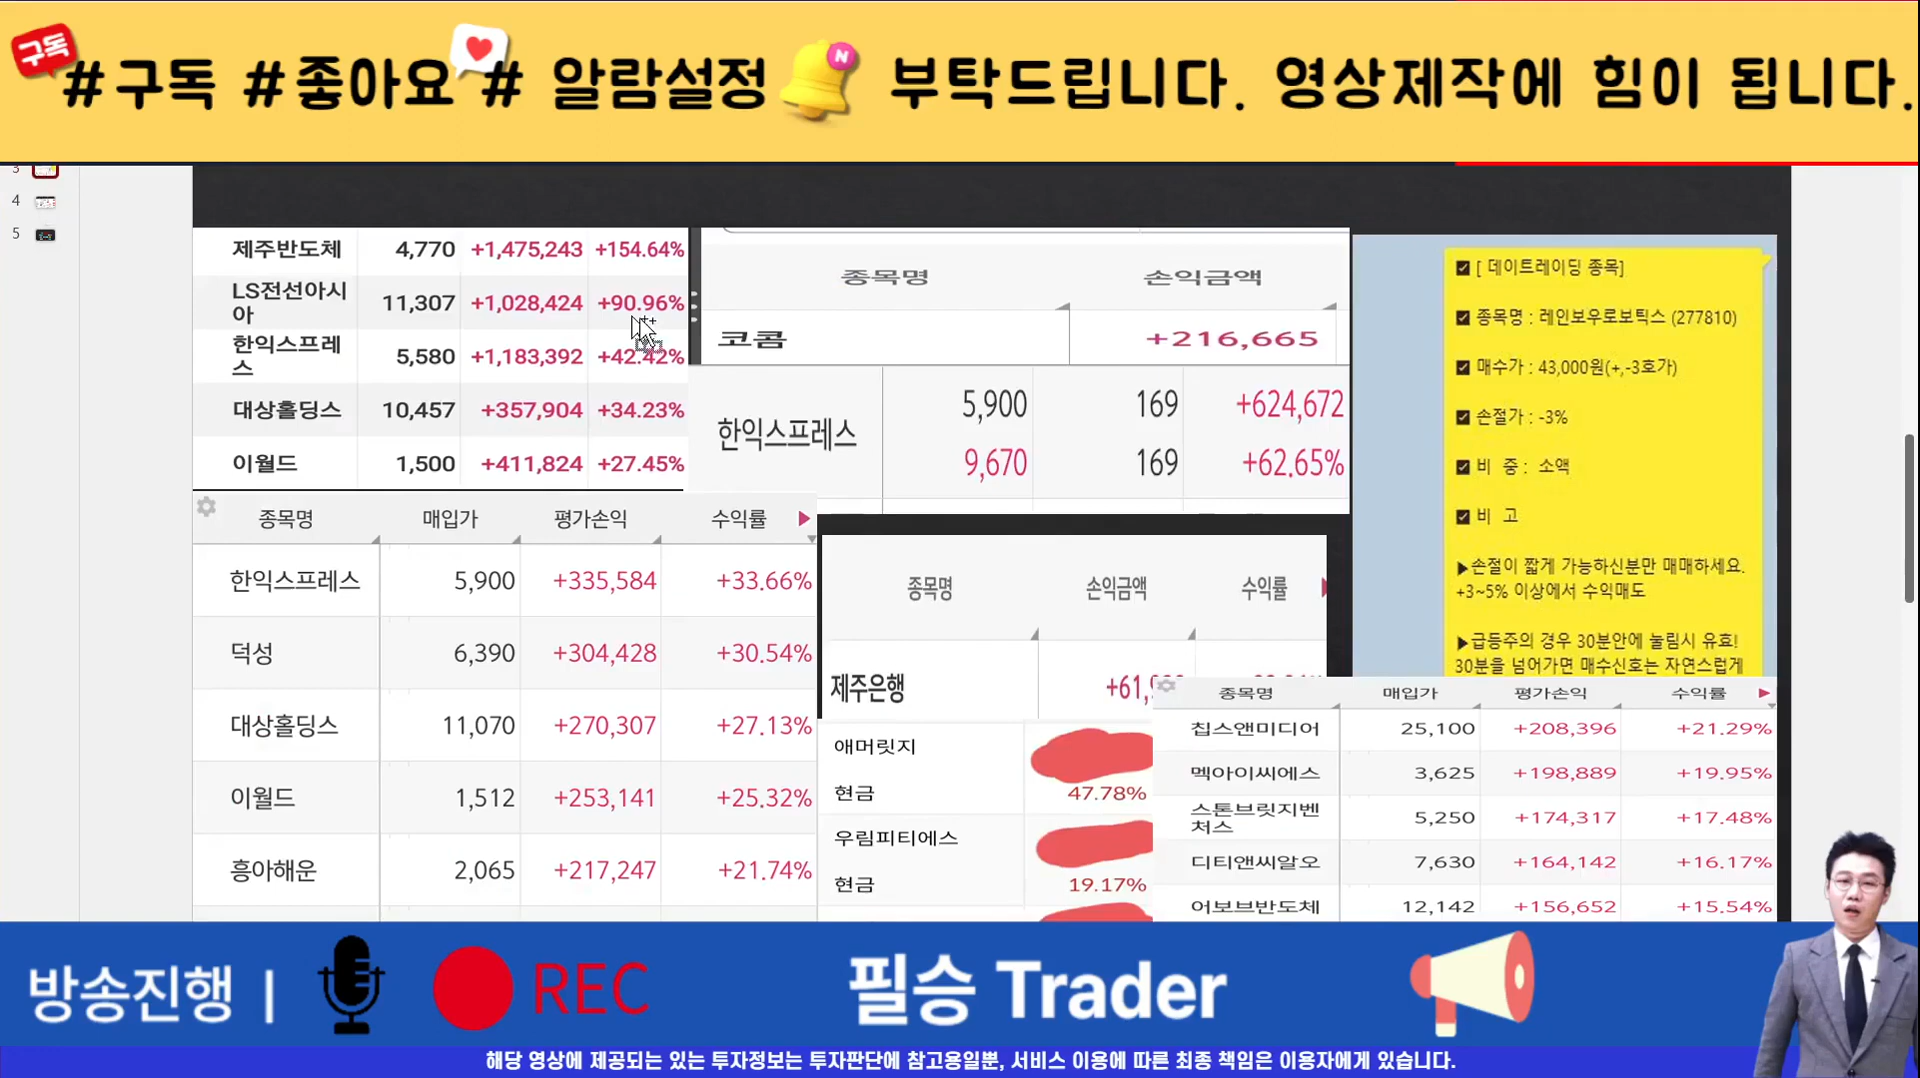 구독
#구독 #좋아요 # 알람설정 N 부탁드립니다. 영상제작에 힘이 됩니다.
3
4
5
제주반도체 4,770 +1,475,243 +154.64%
LS전선아시아 11,307 +1,028,424 +90.96%
한익스프레스 5,580 +1,183,392 +42.42%
대상홀딩스 10,457 +357,904 +34.23%
이월드 1,500 +411,824 +27.45%
종목명 손익금액
코콤 +216,665
한익스프레스 5,900 169 +624,672
9,670 169 +62.65%
[ 데이트레이딩 종목]
종목명 : 레인보우로보틱스 (277810)
매수가 : 43,000원(+,-3호가)
손절가 : -3%
비 중 : 소액
비 고
▶손절이 짧게 가능하신분만 매매하세요.
+3~5% 이상에서 수익매도
▶급등주의 경우 30분안에 눌림시 유효!
30분을 넘어가면 매수신호는 자연스럽게
종목명 매입가 평가손익 수익률
한익스프레스 5,900 +335,584 +33.66%
덕성 6,390 +304,428 +30.54%
대상홀딩스 11,070 +270,307 +27.13%
이월드 1,512 +253,141 +25.32%
흥아해운 2,065 +217,247 +21.74%
종목명 손익금액 수익률
제주은행 +61,
애머릿지
현금 47.78%
우림피티에스
현금 19.17%
종목명 매입가 평가손익 수익률
칩스앤미디어 25,100 +208,396 +21.29%
멕아이씨에스 3,625 +198,889 +19.95%
스톤브릿지벤처스 5,250 +174,317 +17.48%
디티앤씨알오 7,630 +164,142 +16.17%
어보브반도체 12,142 +156,652 +15.54%
방송진행 | REC 필승 Trader
해당 영상에 제공되는 있는 투자정보는 투자판단에 참고용일뿐, 서비스 이용에 따른 최종 책임은 이용자에게 있습니다.